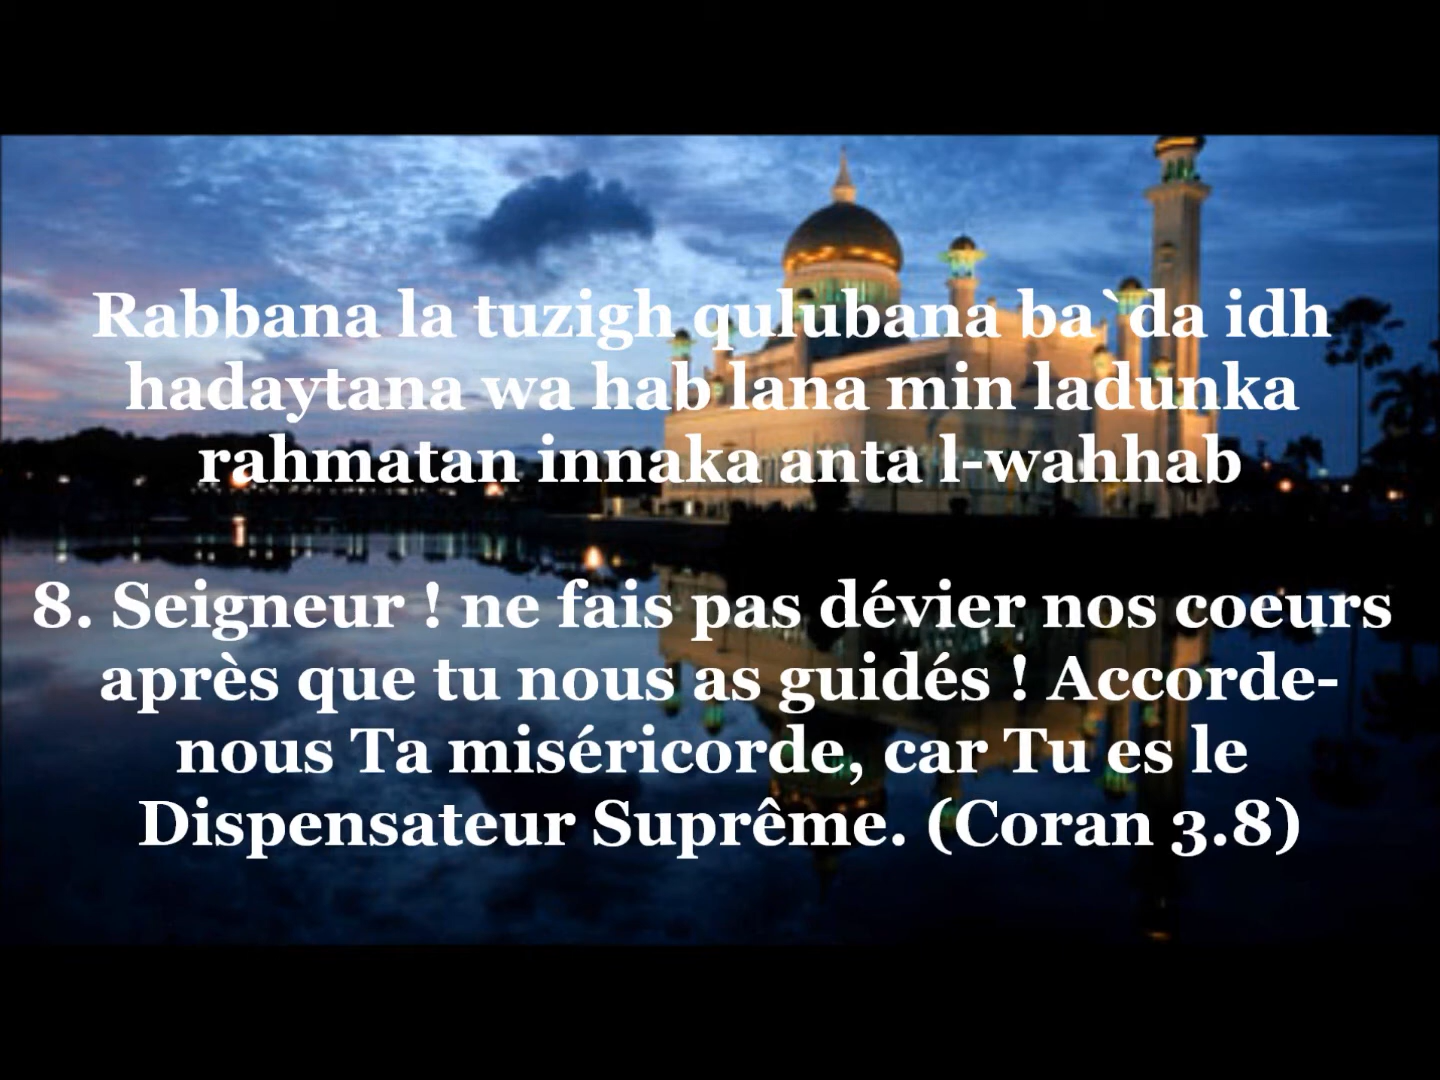 Rabbana la tuzigh qulubana ba`da idh
hadaytana wa hab lana min ladunka
rahmatan innaka anta l-wahhab
8. Seigneur ! ne fais pas dévier nos coeurs
après que tu nous as guidés ! Accorde-
nous Ta miséricorde, car Tu es le
Dispensateur Suprême. (Coran 3.8)